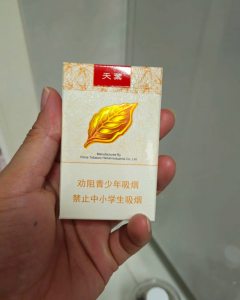 天葉
Manufactured By
China Tobacco Henan Industrial Co., Ltd
劝阻青少年吸烟
禁止中小学生吸烟